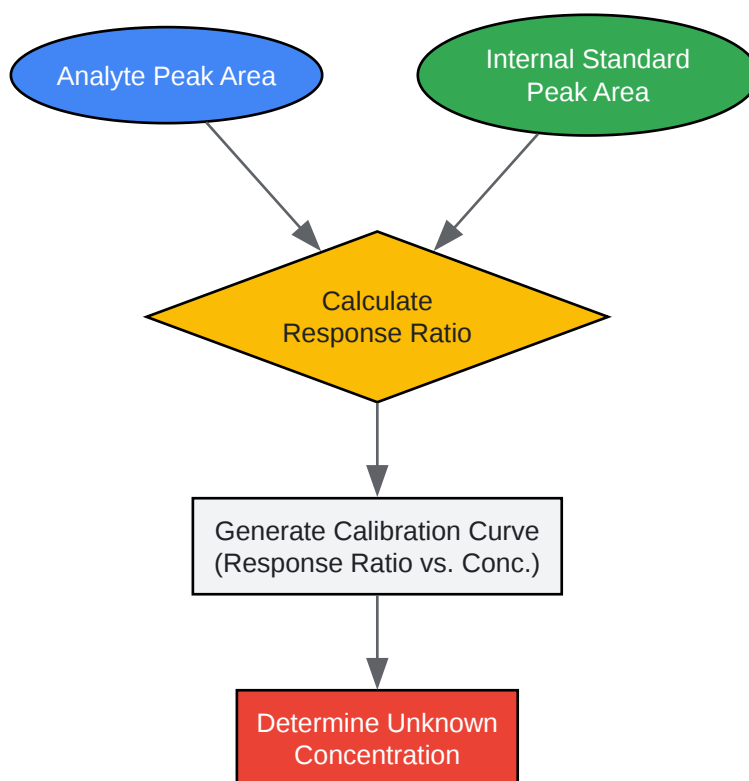 Analyte Peak Area
Internal Standard
Peak Area
Calculate
Response Ratio
Generate Calibration Curve
(Response Ratio vs. Conc.)
Determine Unknown
Concentration